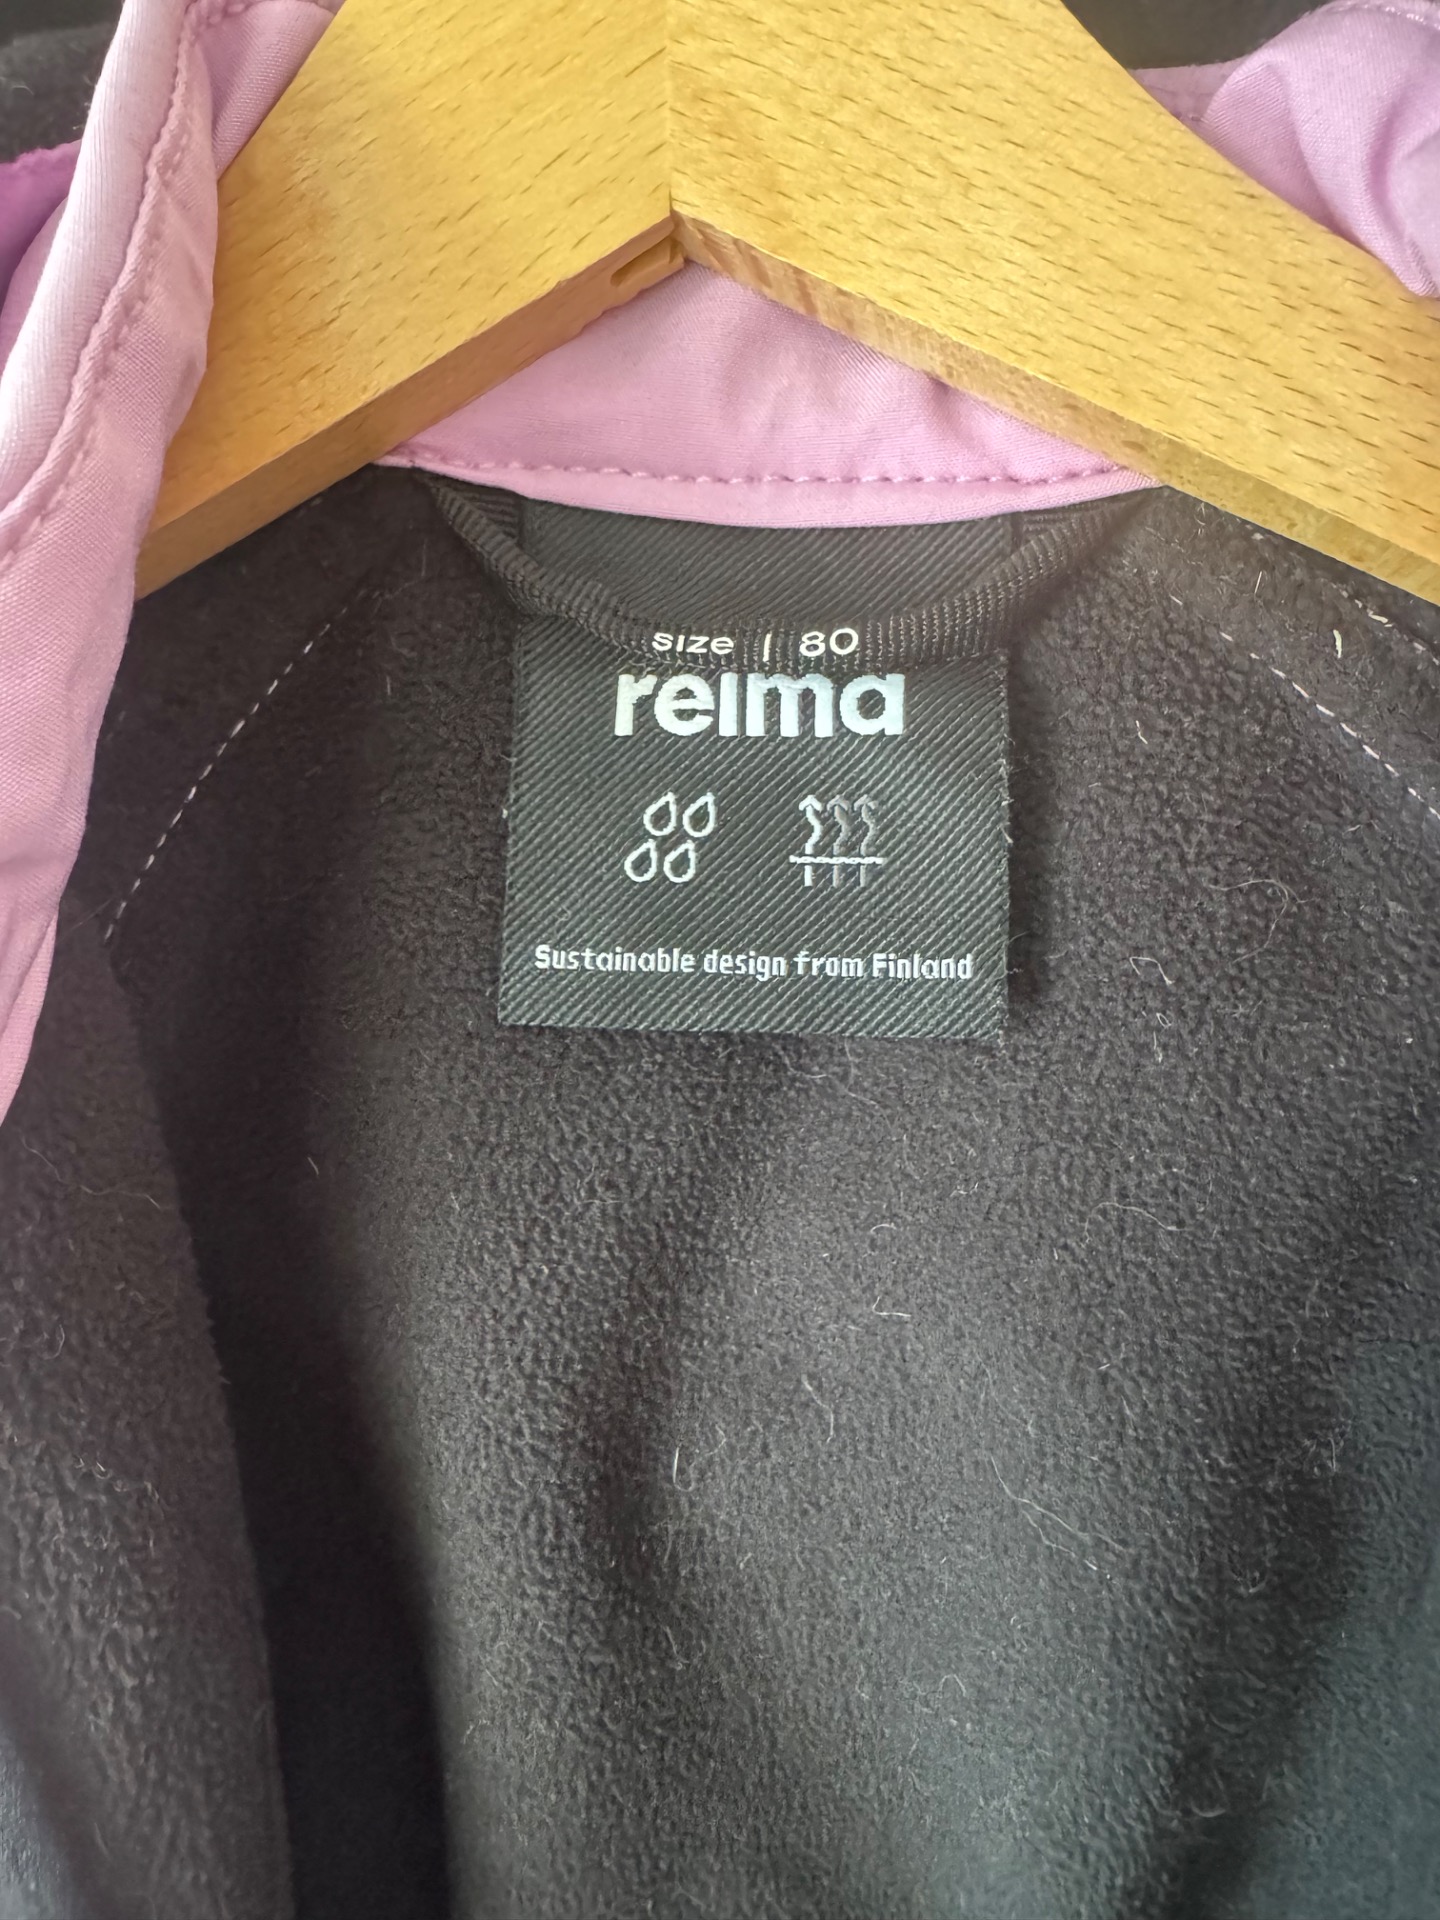 size | 80
reima
Sustainable design from Finland